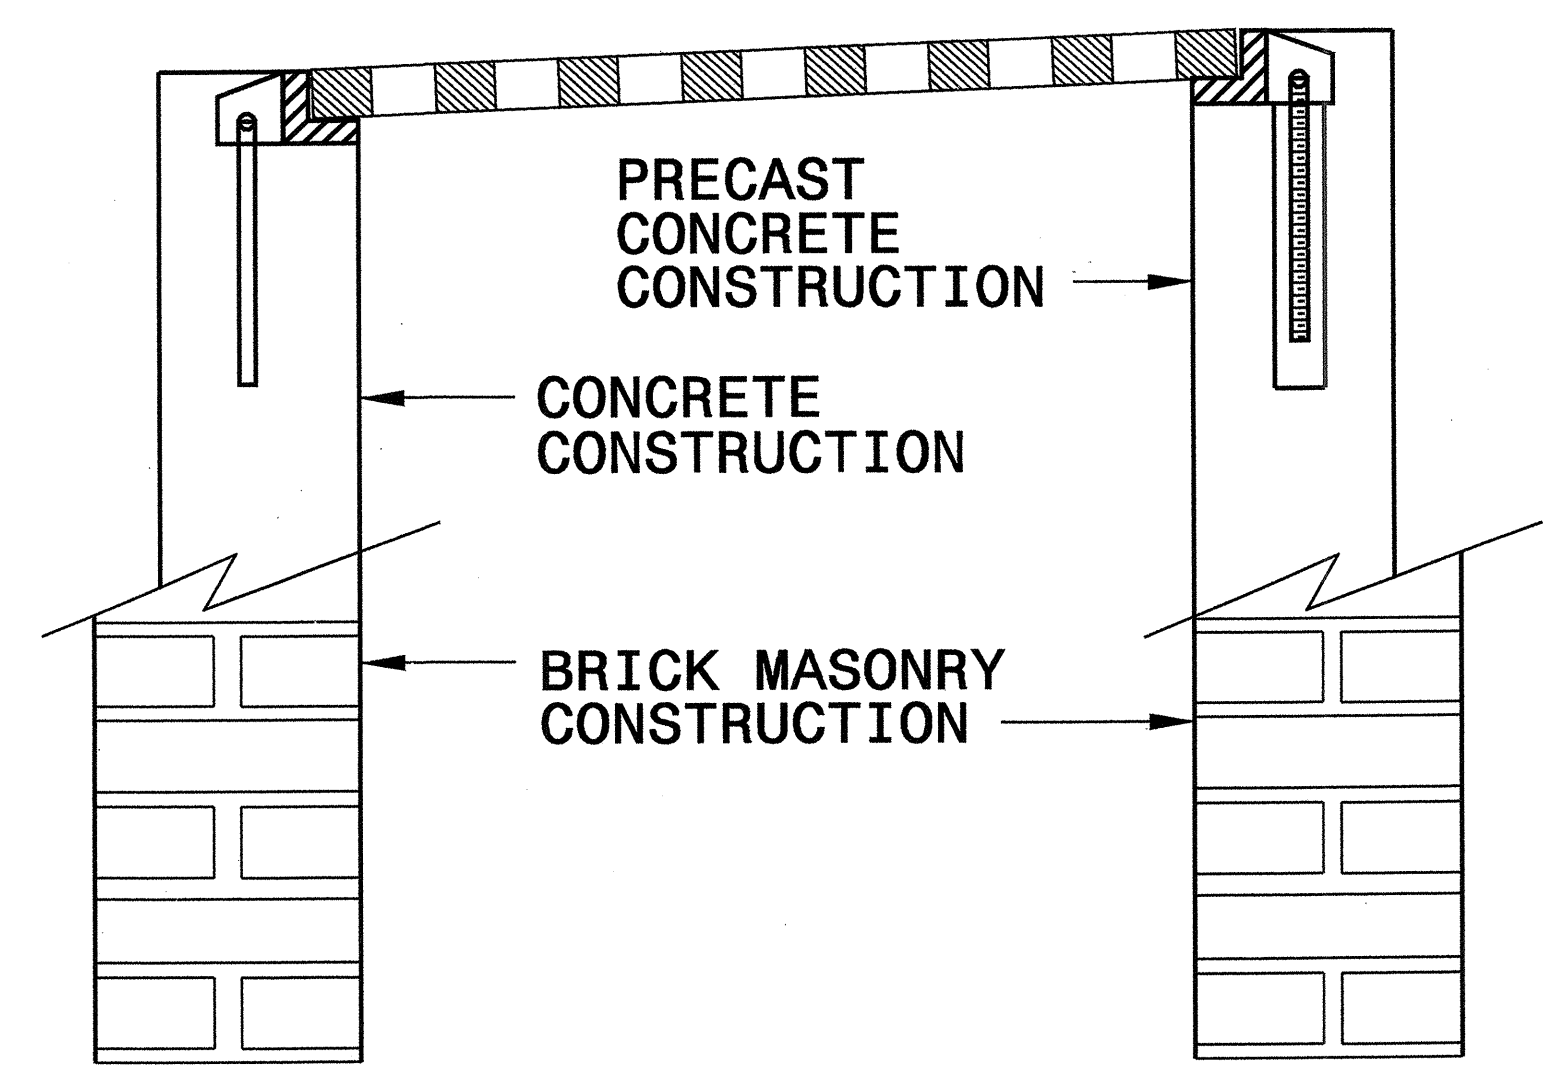 PRECAST
CONCRETE
CONSTRUCTION
CONCRETE
CONSTRUCTION
BRICK MASONRY
CONSTRUCTION